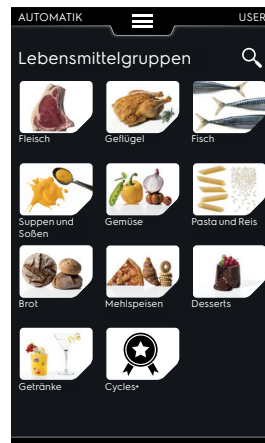 AUTOMATIK USER
Lebensmittelgruppen
Fleisch Geflügel Fisch
Suppen und Soßen Gemüse Pasta und Reis
Brot Mehlspeisen Desserts
Getränke Cycles+